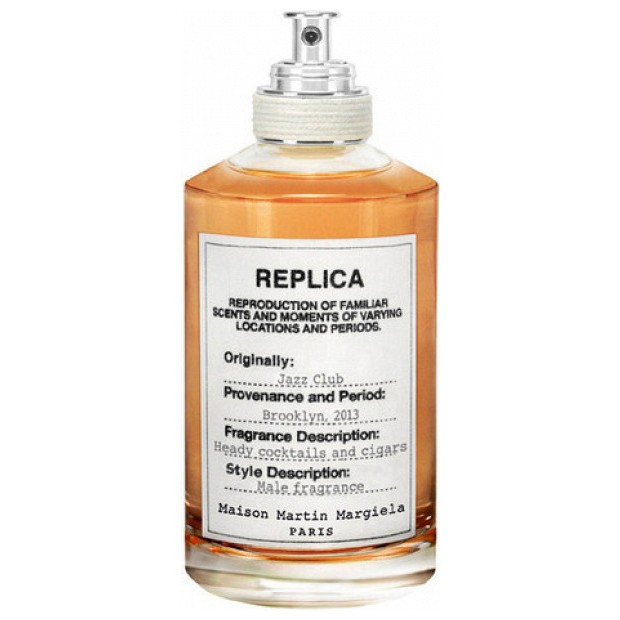 REPLICA
REPRODUCTION OF FAMILIAR
SCENTS AND MOMENTS OF VARYING
LOCATIONS AND PERIODS.
Originally:
Jazz Club
Provenance and Period:
Brooklyn, 2013
Fragrance Description:
Heady cocktails and cigars
Style Description:
Male fragrance
Maison Martin Margiela
PARIS